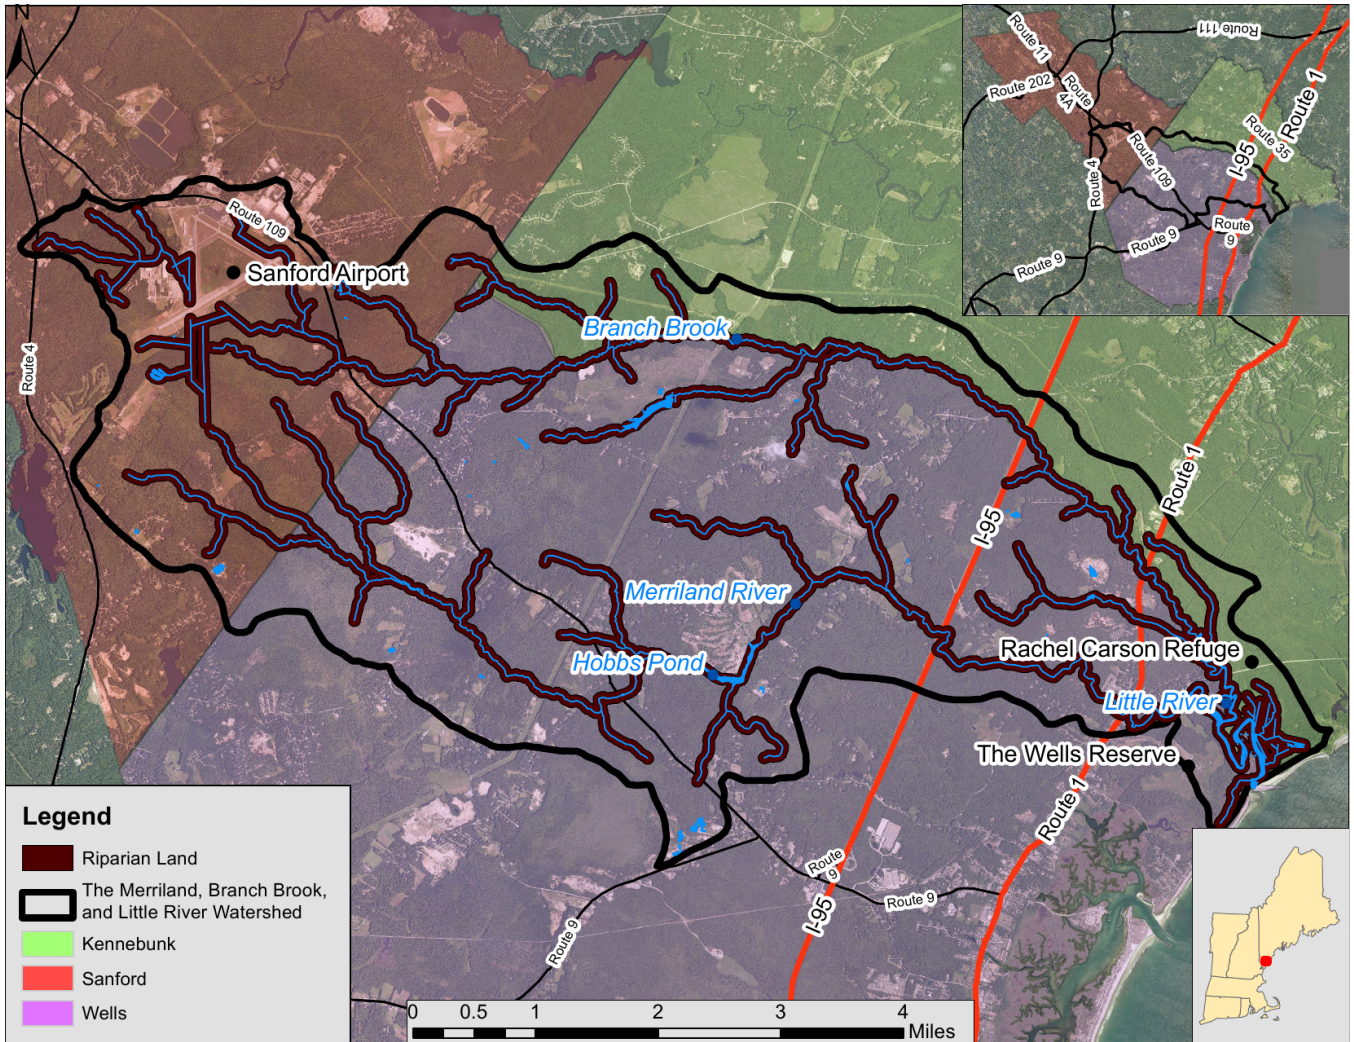 N
Route 109
Sanford Airport
Route 4
Branch Brook
Merriland River
Hobbs Pond
I-95
Route 1
Rachel Carson Refuge
Little River
The Wells Reserve
Route 1
Route
9
Route 9
I-95
Route 9
Route 11
Route 111
Route 202
Route
4A
Route 1
Route 35
I-95
Route 109
Route 4
Route
9
Route 9
Route 9
Legend
Riparian Land
The Merriland, Branch Brook,
and Little River Watershed
Kennebunk
Sanford
Wells
0 0.5 1 2 3 4
Miles